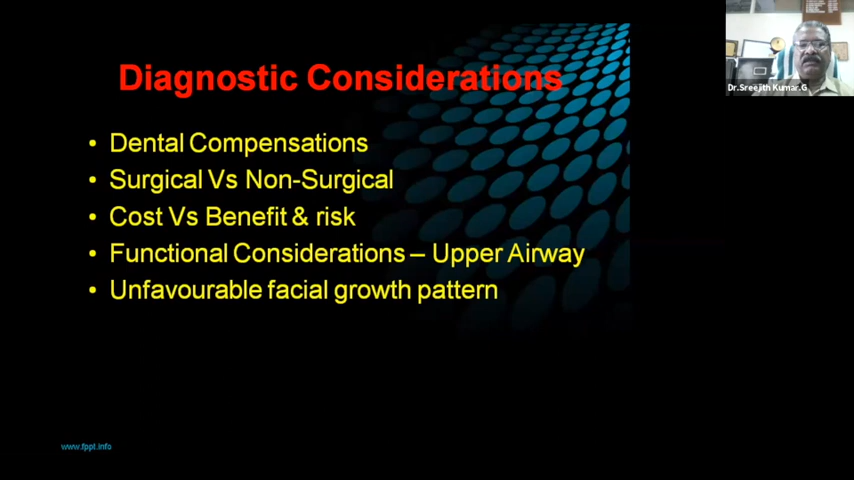 Diagnostic Considerations
• Dental Compensations
• Surgical Vs Non-Surgical
• Cost Vs Benefit & risk
• Functional Considerations – Upper Airway
• Unfavourable facial growth pattern
www.fppt.info
Dr.Sreejith Kumar.G